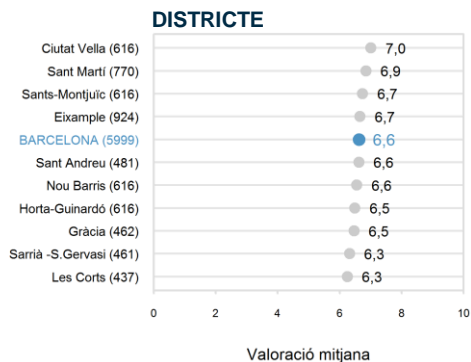 DISTRICTE
Ciutat Vella (616) 7,0
Sant Martí (770) 6,9
Sants-Montjuïc (616) 6,7
Eixample (924) 6,7
BARCELONA (5999) 6,6
Sant Andreu (481) 6,6
Nou Barris (616) 6,6
Horta-Guinardó (616) 6,5
Gràcia (462) 6,5
Sarrià -S.Gervasi (461) 6,3
Les Corts (437) 6,3
0 2 4 6 8 10
Valoració mitjana